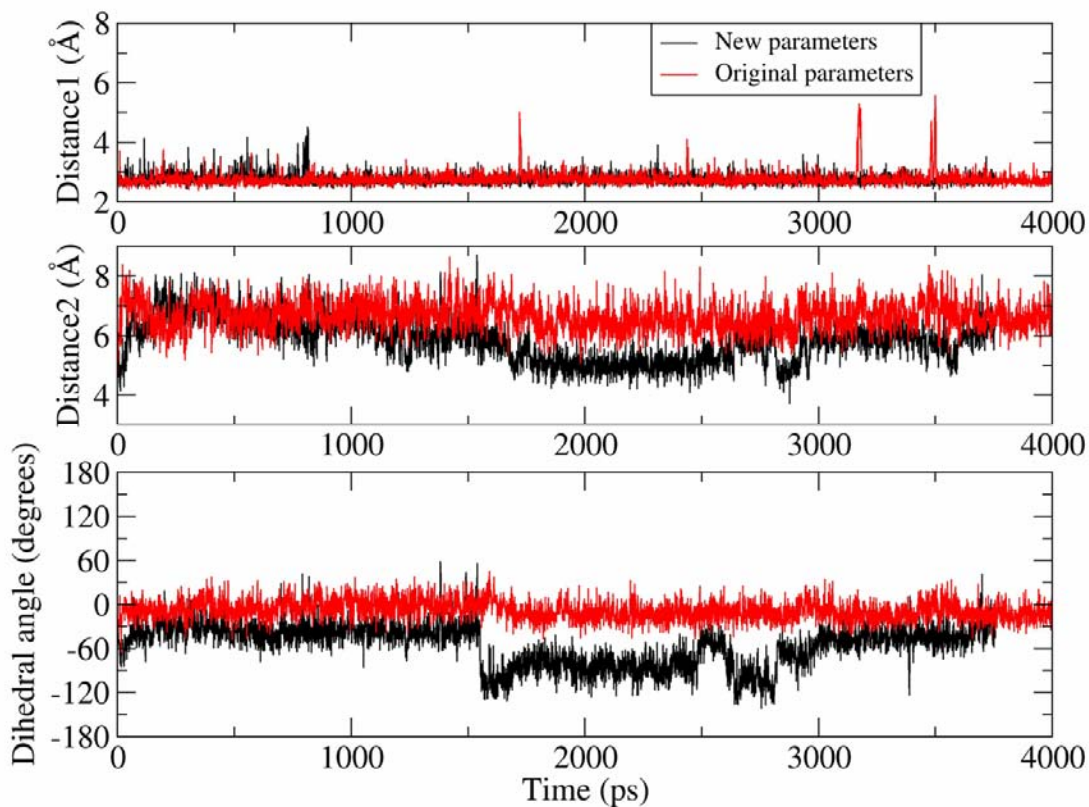 8
6
4
2
Distance1 (Å)
New parameters
Original parameters
0 1000 2000 3000 4000
8
6
4
Distance2 (Å)
0 1000 2000 3000 4000
180
120
60
0
-60
-120
-180
Dihedral angle (degrees)
0 1000 2000 3000 4000
Time (ps)